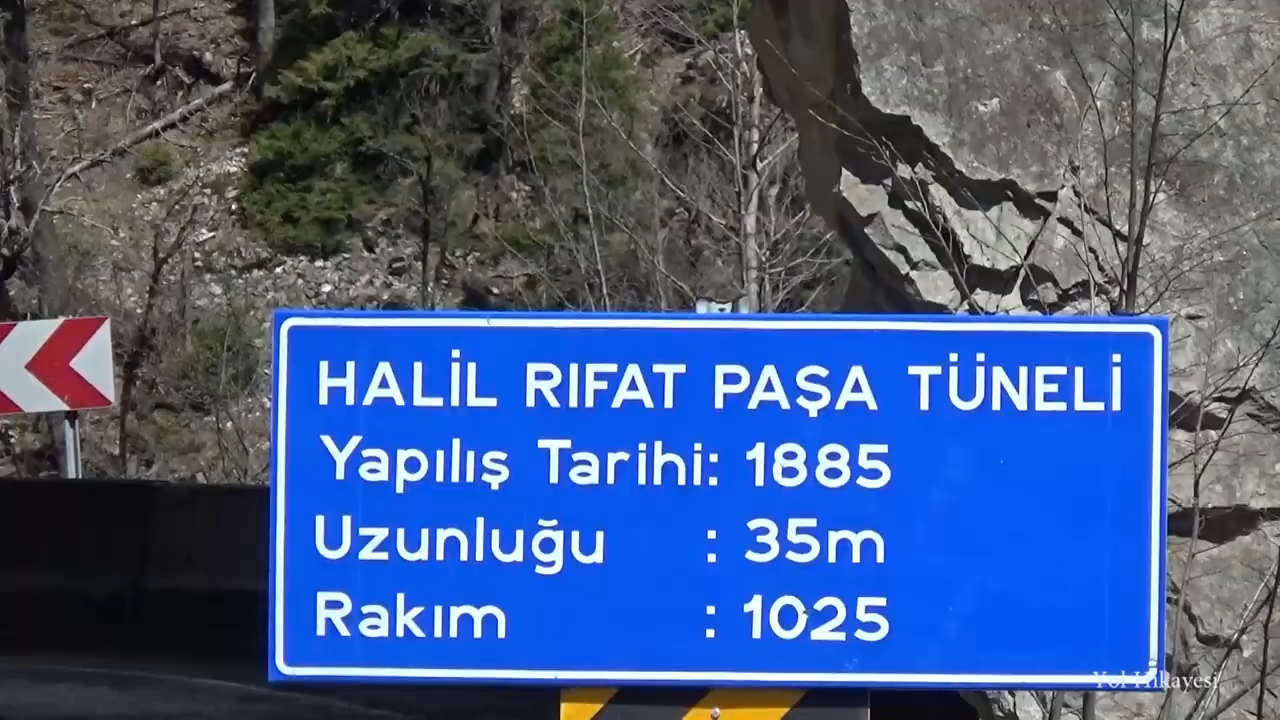 HALİL RIFAT PAŞA TÜNELİ
Yapılış Tarihi: 1885
Uzunluğu : 35m
Rakım : 1025
Yol Hikayesi